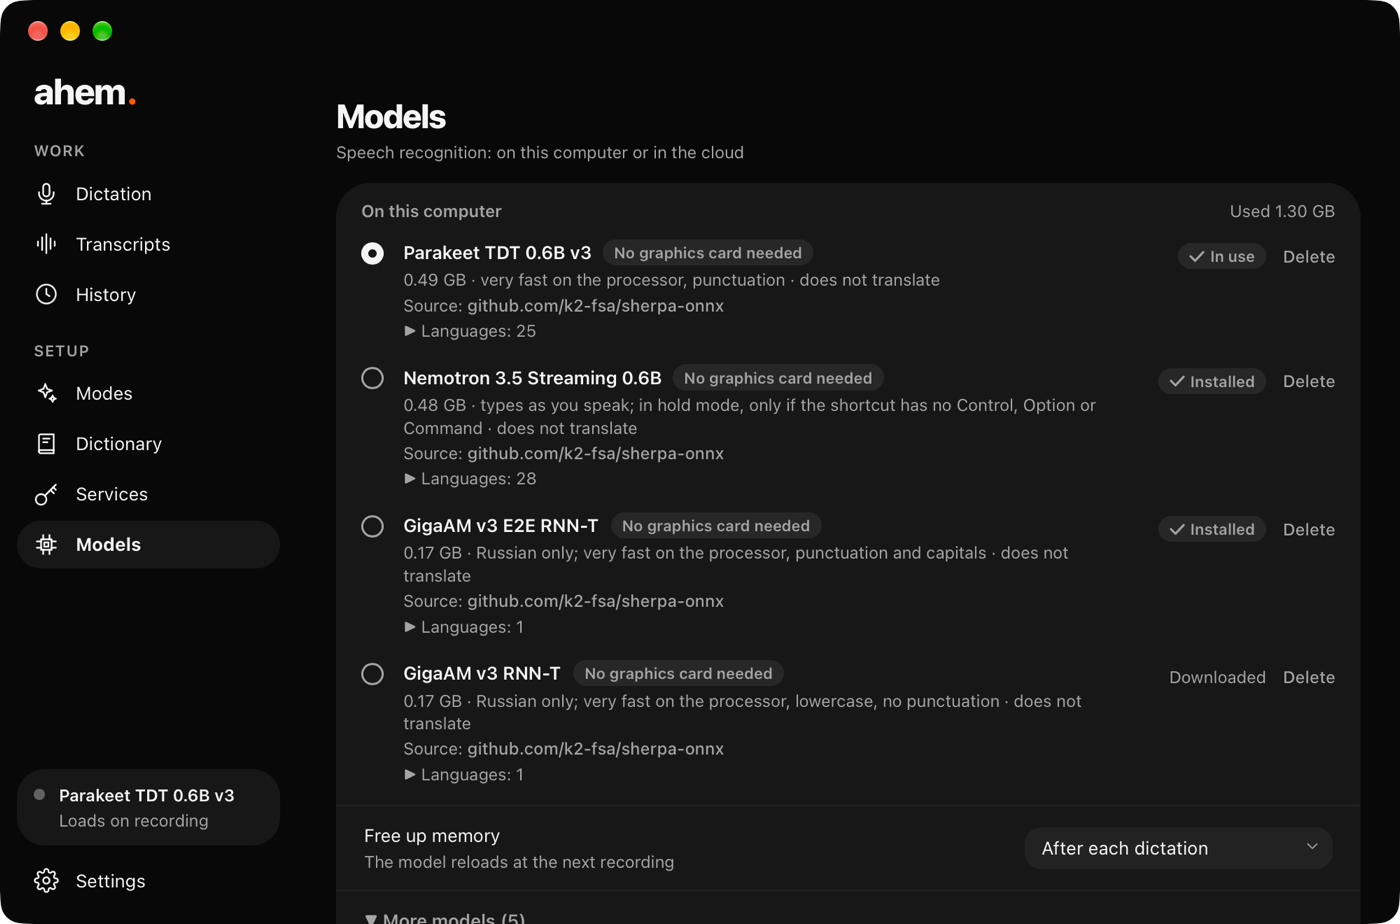 ahem.
WORK
Dictation
Transcripts
History
SETUP
Modes
Dictionary
Services
Models
Parakeet TDT 0.6B v3
Loads on recording
Settings
Models
Speech recognition: on this computer or in the cloud
On this computer
Used 1.30 GB
Parakeet TDT 0.6B v3 No graphics card needed
In use Delete
0.49 GB · very fast on the processor, punctuation · does not translate
Source: github.com/k2-fsa/sherpa-onnx
▶ Languages: 25
Nemotron 3.5 Streaming 0.6B No graphics card needed
Installed Delete
0.48 GB · types as you speak; in hold mode, only if the shortcut has no Control, Option or
Command · does not translate
Source: github.com/k2-fsa/sherpa-onnx
▶ Languages: 28
GigaAM v3 E2E RNN-T No graphics card needed
Installed Delete
0.17 GB · Russian only; very fast on the processor, punctuation and capitals · does not
translate
Source: github.com/k2-fsa/sherpa-onnx
▶ Languages: 1
GigaAM v3 RNN-T No graphics card needed
Downloaded Delete
0.17 GB · Russian only; very fast on the processor, lowercase, no punctuation · does not
translate
Source: github.com/k2-fsa/sherpa-onnx
▶ Languages: 1
Free up memory
The model reloads at the next recording
After each dictation
▼ More models (5)